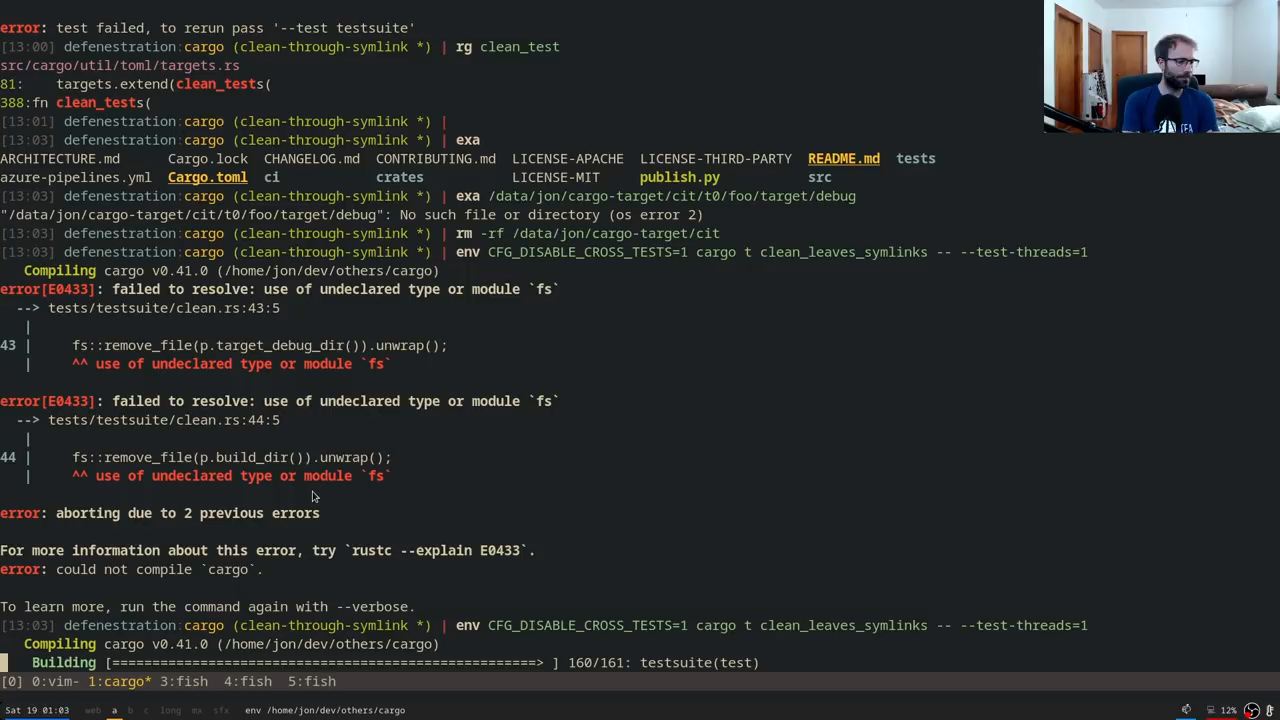 error: test failed, to rerun pass '--test testsuite'
[13:00] defenestration:cargo (clean-through-symlink *) | rg clean_test
src/cargo/util/toml/targets.rs
81:    targets.extend(clean_tests(
388:fn clean_tests(
[13:01] defenestration:cargo (clean-through-symlink *) |
[13:03] defenestration:cargo (clean-through-symlink *) | exa
ARCHITECTURE.md      Cargo.lock  CHANGELOG.md  CONTRIBUTING.md  LICENSE-APACHE  LICENSE-THIRD-PARTY  README.md  tests
azure-pipelines.yml  Cargo.toml  ci            crates           LICENSE-MIT     publish.py           src
[13:03] defenestration:cargo (clean-through-symlink *) | exa /data/jon/cargo-target/cit/t0/foo/target/debug
"/data/jon/cargo-target/cit/t0/foo/target/debug": No such file or directory (os error 2)
[13:03] defenestration:cargo (clean-through-symlink *) | rm -rf /data/jon/cargo-target/cit
[13:03] defenestration:cargo (clean-through-symlink *) | env CFG_DISABLE_CROSS_TESTS=1 cargo t clean_leaves_symlinks -- --test-threads=1
   Compiling cargo v0.41.0 (/home/jon/dev/others/cargo)
error[E0433]: failed to resolve: use of undeclared type or module `fs`
  --> tests/testsuite/clean.rs:43:5
   |
43 |     fs::remove_file(p.target_debug_dir()).unwrap();
   |     ^^ use of undeclared type or module `fs`
error[E0433]: failed to resolve: use of undeclared type or module `fs`
  --> tests/testsuite/clean.rs:44:5
   |
44 |     fs::remove_file(p.build_dir()).unwrap();
   |     ^^ use of undeclared type or module `fs`
error: aborting due to 2 previous errors
For more information about this error, try `rustc --explain E0433`.
error: could not compile `cargo`.
To learn more, run the command again with --verbose.
[13:03] defenestration:cargo (clean-through-symlink *) | env CFG_DISABLE_CROSS_TESTS=1 cargo t clean_leaves_symlinks -- --test-threads=1
   Compiling cargo v0.41.0 (/home/jon/dev/others/cargo)
    Building [=====================================================> ] 160/161: testsuite(test)
[0] 0:vim- 1:cargo* 3:fish  4:fish  5:fish
Sat 19 01:03  web  a  b  c  long  mx  sfx  env /home/jon/dev/others/cargo  12%